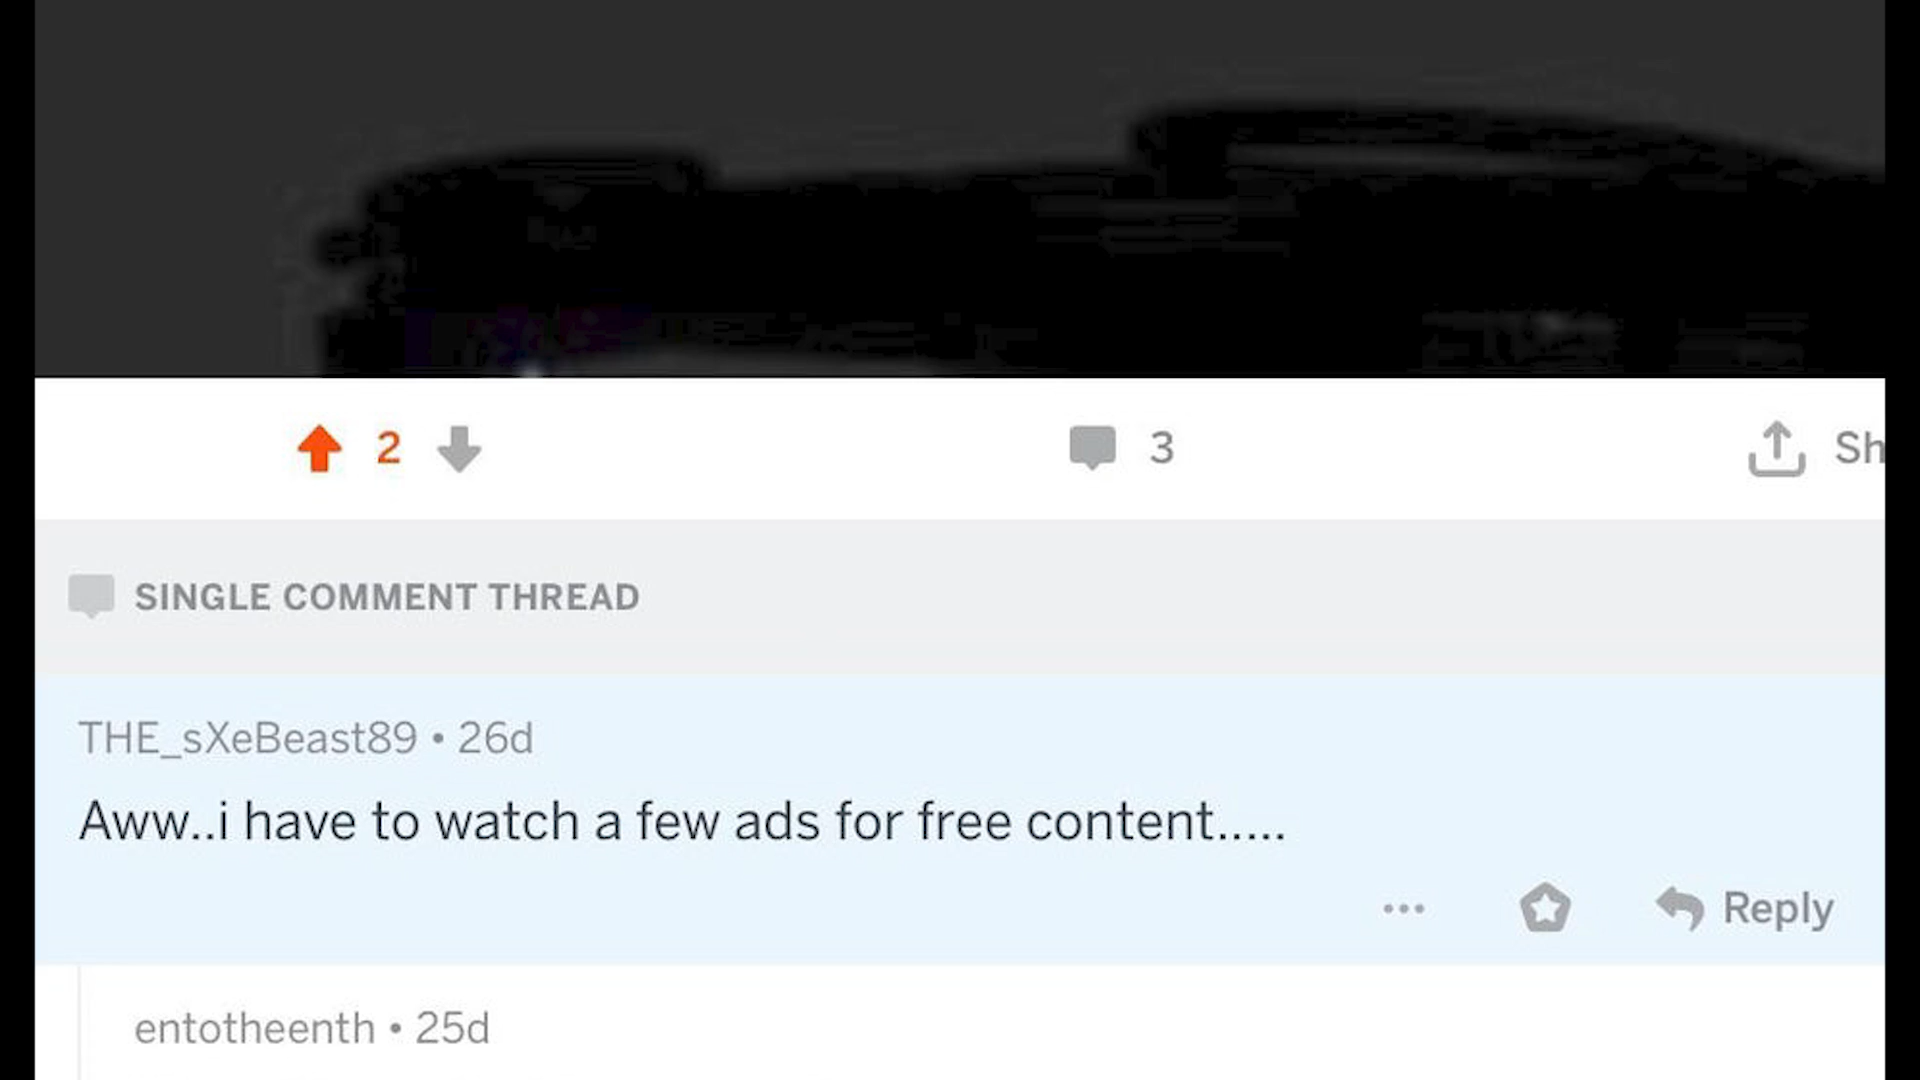 2
3
Sh
SINGLE COMMENT THREAD
THE_sXeBeast89 • 26d
Aww..i have to watch a few ads for free content.....
Reply
entotheenth • 25d